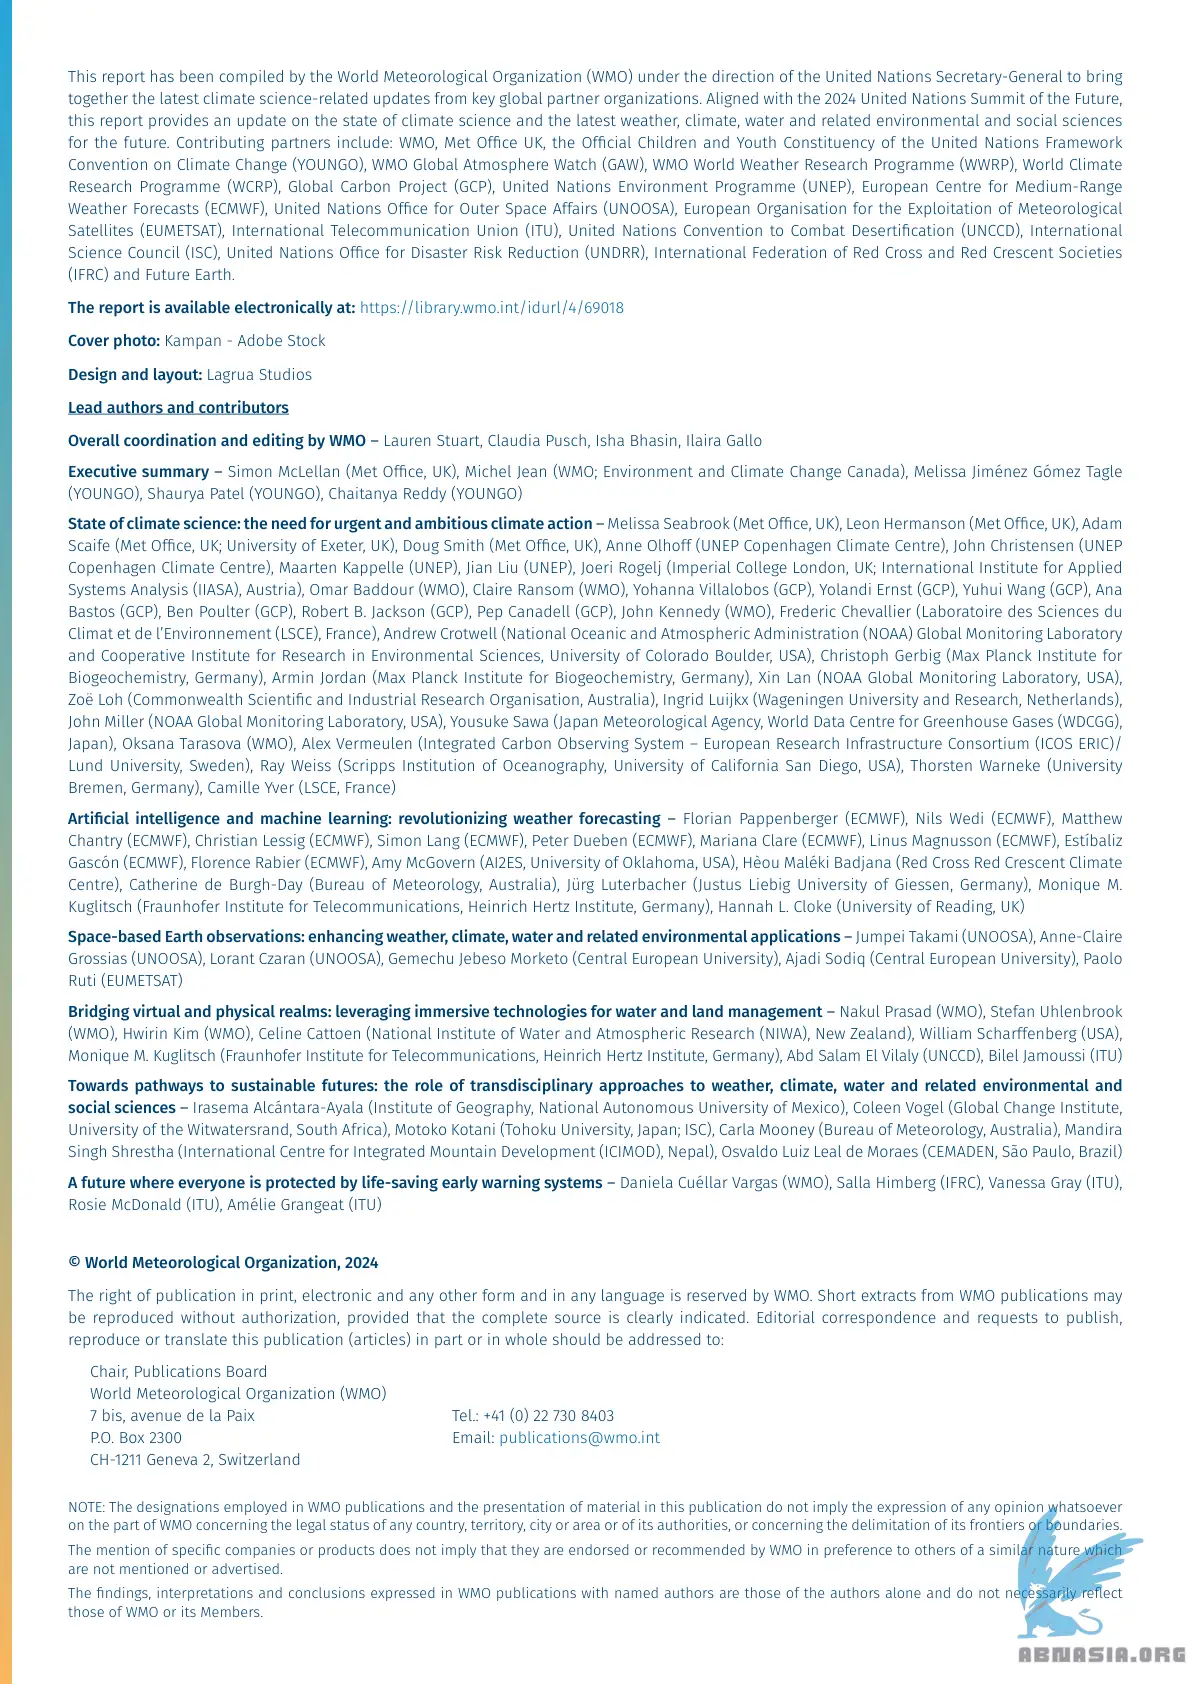 This report has been compiled by the World Meteorological Organization (WMO) under the direction of the United Nations Secretary-General to bring
together the latest climate science-related updates from key global partner organizations. Aligned with the 2024 United Nations Summit of the Future,
this report provides an update on the state of climate science and the latest weather, climate, water and related environmental and social sciences
for the future. Contributing partners include: WMO, Met Office UK, the Official Children and Youth Constituency of the United Nations Framework
Convention on Climate Change (YOUNGO), WMO Global Atmosphere Watch (GAW), WMO World Weather Research Programme (WWRP), World Climate
Research Programme (WCRP), Global Carbon Project (GCP), United Nations Environment Programme (UNEP), European Centre for Medium-Range
Weather Forecasts (ECMWF), United Nations Office for Outer Space Affairs (UNOOSA), European Organisation for the Exploitation of Meteorological
Satellites (EUMETSAT), International Telecommunication Union (ITU), United Nations Convention to Combat Desertification (UNCCD), International
Science Council (ISC), United Nations Office for Disaster Risk Reduction (UNDRR), International Federation of Red Cross and Red Crescent Societies
(IFRC) and Future Earth.
The report is available electronically at: https://library.wmo.int/idurl/4/69018
Cover photo: Kampan - Adobe Stock
Design and layout: Lagrua Studios
Lead authors and contributors
Overall coordination and editing by WMO – Lauren Stuart, Claudia Pusch, Isha Bhasin, Ilaira Gallo
Executive summary – Simon McLellan (Met Office, UK), Michel Jean (WMO; Environment and Climate Change Canada), Melissa Jiménez Gómez Tagle
(YOUNGO), Shaurya Patel (YOUNGO), Chaitanya Reddy (YOUNGO)
State of climate science: the need for urgent and ambitious climate action – Melissa Seabrook (Met Office, UK), Leon Hermanson (Met Office, UK), Adam
Scaife (Met Office, UK; University of Exeter, UK), Doug Smith (Met Office, UK), Anne Olhoff (UNEP Copenhagen Climate Centre), John Christensen (UNEP
Copenhagen Climate Centre), Maarten Kappelle (UNEP), Jian Liu (UNEP), Joeri Rogelj (Imperial College London, UK; International Institute for Applied
Systems Analysis (IIASA), Austria), Omar Baddour (WMO), Claire Ransom (WMO), Yohanna Villalobos (GCP), Yolandi Ernst (GCP), Yuhui Wang (GCP), Ana
Bastos (GCP), Ben Poulter (GCP), Robert B. Jackson (GCP), Pep Canadell (GCP), John Kennedy (WMO), Frederic Chevallier (Laboratoire des Sciences du
Climat et de l'Environnement (LSCE), France), Andrew Crotwell (National Oceanic and Atmospheric Administration (NOAA) Global Monitoring Laboratory
and Cooperative Institute for Research in Environmental Sciences, University of Colorado Boulder, USA), Christoph Gerbig (Max Planck Institute for
Biogeochemistry, Germany), Armin Jordan (Max Planck Institute for Biogeochemistry, Germany), Xin Lan (NOAA Global Monitoring Laboratory, USA),
Zoë Loh (Commonwealth Scientific and Industrial Research Organisation, Australia), Ingrid Luijkx (Wageningen University and Research, Netherlands),
John Miller (NOAA Global Monitoring Laboratory, USA), Yousuke Sawa (Japan Meteorological Agency, World Data Centre for Greenhouse Gases (WDCGG),
Japan), Oksana Tarasova (WMO), Alex Vermeulen (Integrated Carbon Observing System – European Research Infrastructure Consortium (ICOS ERIC)/
Lund University, Sweden), Ray Weiss (Scripps Institution of Oceanography, University of California San Diego, USA), Thorsten Warneke (University
Bremen, Germany), Camille Yver (LSCE, France)
Artificial intelligence and machine learning: revolutionizing weather forecasting – Florian Pappenberger (ECMWF), Nils Wedi (ECMWF), Matthew
Chantry (ECMWF), Christian Lessig (ECMWF), Simon Lang (ECMWF), Peter Dueben (ECMWF), Mariana Clare (ECMWF), Linus Magnusson (ECMWF), Estíbaliz
Gascón (ECMWF), Florence Rabier (ECMWF), Amy McGovern (AI2ES, University of Oklahoma, USA), Hèou Maléki Badjana (Red Cross Red Crescent Climate
Centre), Catherine de Burgh-Day (Bureau of Meteorology, Australia), Jürg Luterbacher (Justus Liebig University of Giessen, Germany), Monique M.
Kuglitsch (Fraunhofer Institute for Telecommunications, Heinrich Hertz Institute, Germany), Hannah L. Cloke (University of Reading, UK)
Space-based Earth observations: enhancing weather, climate, water and related environmental applications – Jumpei Takami (UNOOSA), Anne-Claire
Grossias (UNOOSA), Lorant Czaran (UNOOSA), Gemechu Jebeso Morketo (Central European University), Ajadi Sodiq (Central European University), Paolo
Ruti (EUMETSAT)
Bridging virtual and physical realms: leveraging immersive technologies for water and land management – Nakul Prasad (WMO), Stefan Uhlenbrook
(WMO), Hwirin Kim (WMO), Celine Cattoen (National Institute of Water and Atmospheric Research (NIWA), New Zealand), William Scharffenberg (USA),
Monique M. Kuglitsch (Fraunhofer Institute for Telecommunications, Heinrich Hertz Institute, Germany), Abd Salam El Vilaly (UNCCD), Bilel Jamoussi (ITU)
Towards pathways to sustainable futures: the role of transdisciplinary approaches to weather, climate, water and related environmental and
social sciences – Irasema Alcántara-Ayala (Institute of Geography, National Autonomous University of Mexico), Coleen Vogel (Global Change Institute,
University of the Witwatersrand, South Africa), Motoko Kotani (Tohoku University, Japan; ISC), Carla Mooney (Bureau of Meteorology, Australia), Mandira
Singh Shrestha (International Centre for Integrated Mountain Development (ICIMOD), Nepal), Osvaldo Luiz Leal de Moraes (CEMADEN, São Paulo, Brazil)
A future where everyone is protected by life-saving early warning systems – Daniela Cuéllar Vargas (WMO), Salla Himberg (IFRC), Vanessa Gray (ITU),
Rosie McDonald (ITU), Amélie Grangeat (ITU)
© World Meteorological Organization, 2024
The right of publication in print, electronic and any other form and in any language is reserved by WMO. Short extracts from WMO publications may
be reproduced without authorization, provided that the complete source is clearly indicated. Editorial correspondence and requests to publish,
reproduce or translate this publication (articles) in part or in whole should be addressed to:
Chair, Publications Board
World Meteorological Organization (WMO)
7 bis, avenue de la Paix Tel.: +41 (0) 22 730 8403
P.O. Box 2300 Email: publications@wmo.int
CH-1211 Geneva 2, Switzerland
NOTE: The designations employed in WMO publications and the presentation of material in this publication do not imply the expression of any opinion whatsoever
on the part of WMO concerning the legal status of any country, territory, city or area or of its authorities, or concerning the delimitation of its frontiers or boundaries.
The mention of specific companies or products does not imply that they are endorsed or recommended by WMO in preference to others of a similar nature which
are not mentioned or advertised.
The findings, interpretations and conclusions expressed in WMO publications with named authors are those of the authors alone and do not necessarily reflect
those of WMO or its Members.
ABNASIA.ORG